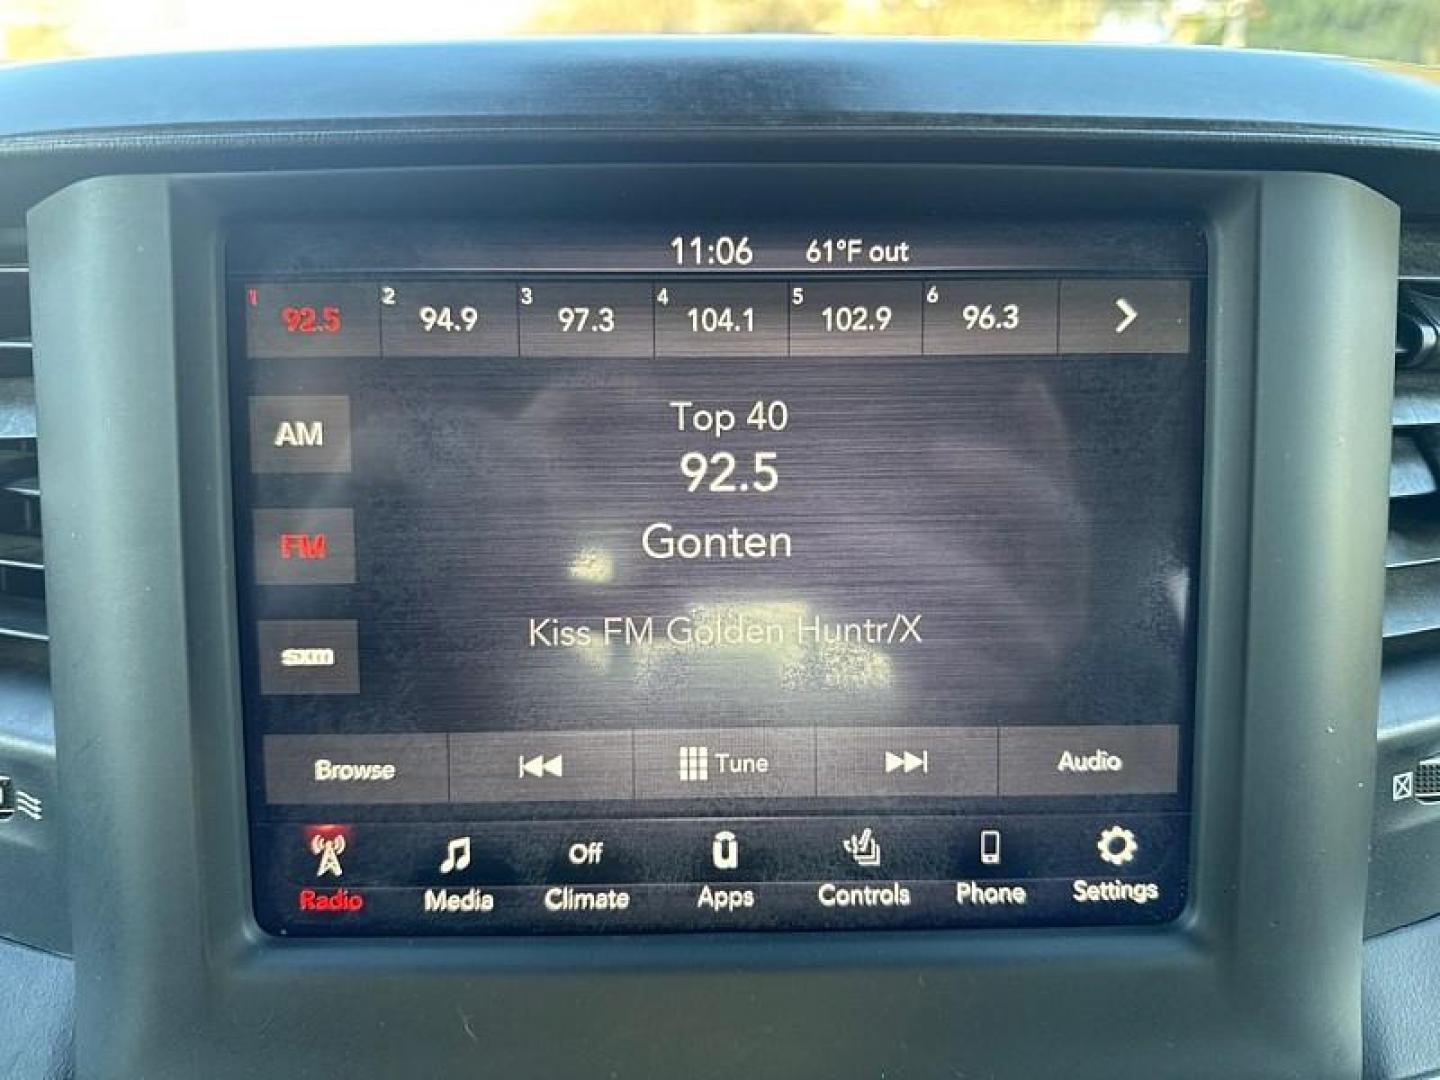 11:06 61°F out
1 92.5 2 94.9 3 97.3 4 104.1 5 102.9 6 96.3
Top 40
AM
92.5
FM
Gonten
Kiss FM Golden Huntr/X
sxm
Browse Tune Audio
Off
Radio Media Climate Apps Controls Phone Settings